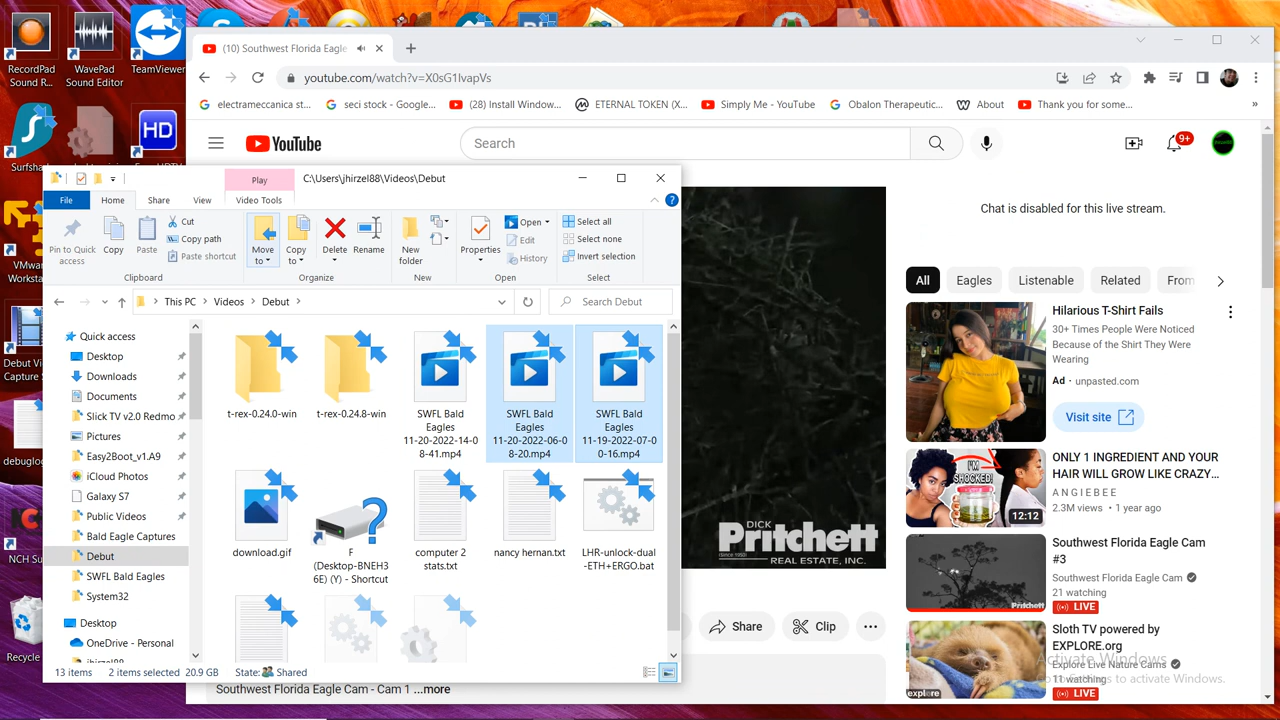 RecordPad
Sound R...
WavePad
Sound Editor
TeamViewer
HD
VMware
Workst
Debut Vi
Capture S
debuglog
NCH Su
Recycle
(10) Southwest Florida Eagle
youtube.com/watch?v=X0sG1IvapVs
electrameccanica st...
seci stock - Google...
(28) Install Window...
ETERNAL TOKEN (X...
Simply Me - YouTube
Obalon Therapeutic...
About
Thank you for some...
»
YouTube
Search
9+
Play
C:\Users\jhirzel88\Videos\Debut
File
Home
Share
View
Video Tools
Pin to Quick
access
Copy
Paste
Cut
Copy path
Paste shortcut
Clipboard
Move
to
Copy
to
Delete
Rename
Organize
New
folder
New
Properties
Open
Edit
History
Open
Select all
Select none
Invert selection
Select
This PC
Videos
Debut
Search Debut
Quick access
Desktop
Downloads
Documents
Slick TV v2.0 Redmo
Pictures
Easy2Boot_v1.A9
iCloud Photos
Galaxy S7
Public Videos
Bald Eagle Captures
Debut
SWFL Bald Eagles
System32
Desktop
OneDrive - Personal
jhirzel88
t-rex-0.24.0-win
t-rex-0.24.8-win
SWFL Bald
Eagles
11-20-2022-14-0
8-41.mp4
SWFL Bald
Eagles
11-20-2022-06-0
8-20.mp4
SWFL Bald
Eagles
11-19-2022-07-0
0-16.mp4
download.gif
F
(Desktop-BNEH3
6E) (Y) - Shortcut
computer 2
stats.txt
nancy hernan.txt
LHR-unlock-dual
-ETH+ERGO.bat
13 items
2 items selected 20.9 GB
State:
Shared
DICK
Pritchett
REAL ESTATE, INC.
Share
Clip
Southwest Florida Eagle Cam - Cam 1 ...more
Chat is disabled for this live stream.
All
Eagles
Listenable
Related
From
Hilarious T-Shirt Fails
30+ Times People Were Noticed
Because of the Shirt They Were
Wearing
Ad · unpasted.com
Visit site
I'M
SHOCKED!
12:12
ONLY 1 INGREDIENT AND YOUR
HAIR WILL GROW LIKE CRAZY...
A N G I E B E E
2.3M views • 1 year ago
Pritchett
Southwest Florida Eagle Cam
#3
Southwest Florida Eagle Cam
21 watching
LIVE
explore
Sloth TV powered by
EXPLORE.org
Explore Live Nature Cams
11 watching
LIVE
Activate Windows
Go to Settings to activate Windows.